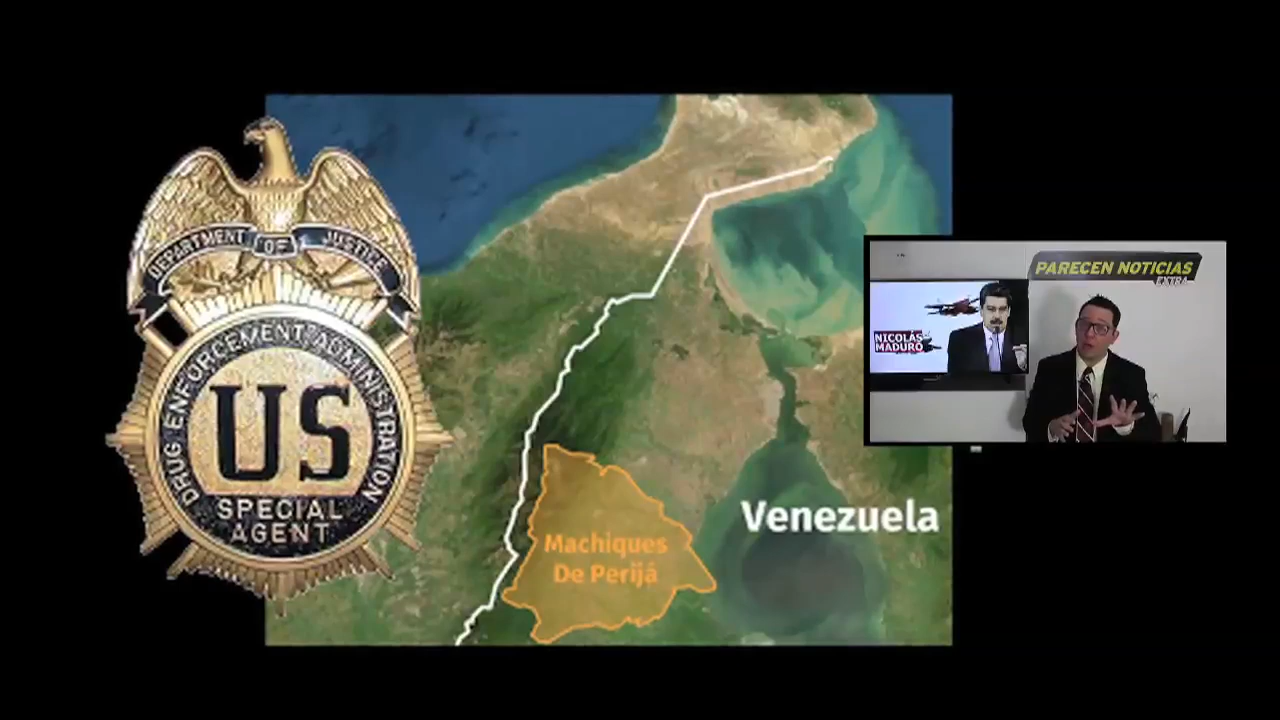 DEPARTMENT OF JUSTICE
DRUG ENFORCEMENT ADMINISTRATION
US
SPECIAL
AGENT
Machiques
De Perijá
Venezuela
PARECEN NOTICIAS
EXTRA
NICOLÁS
MADURO